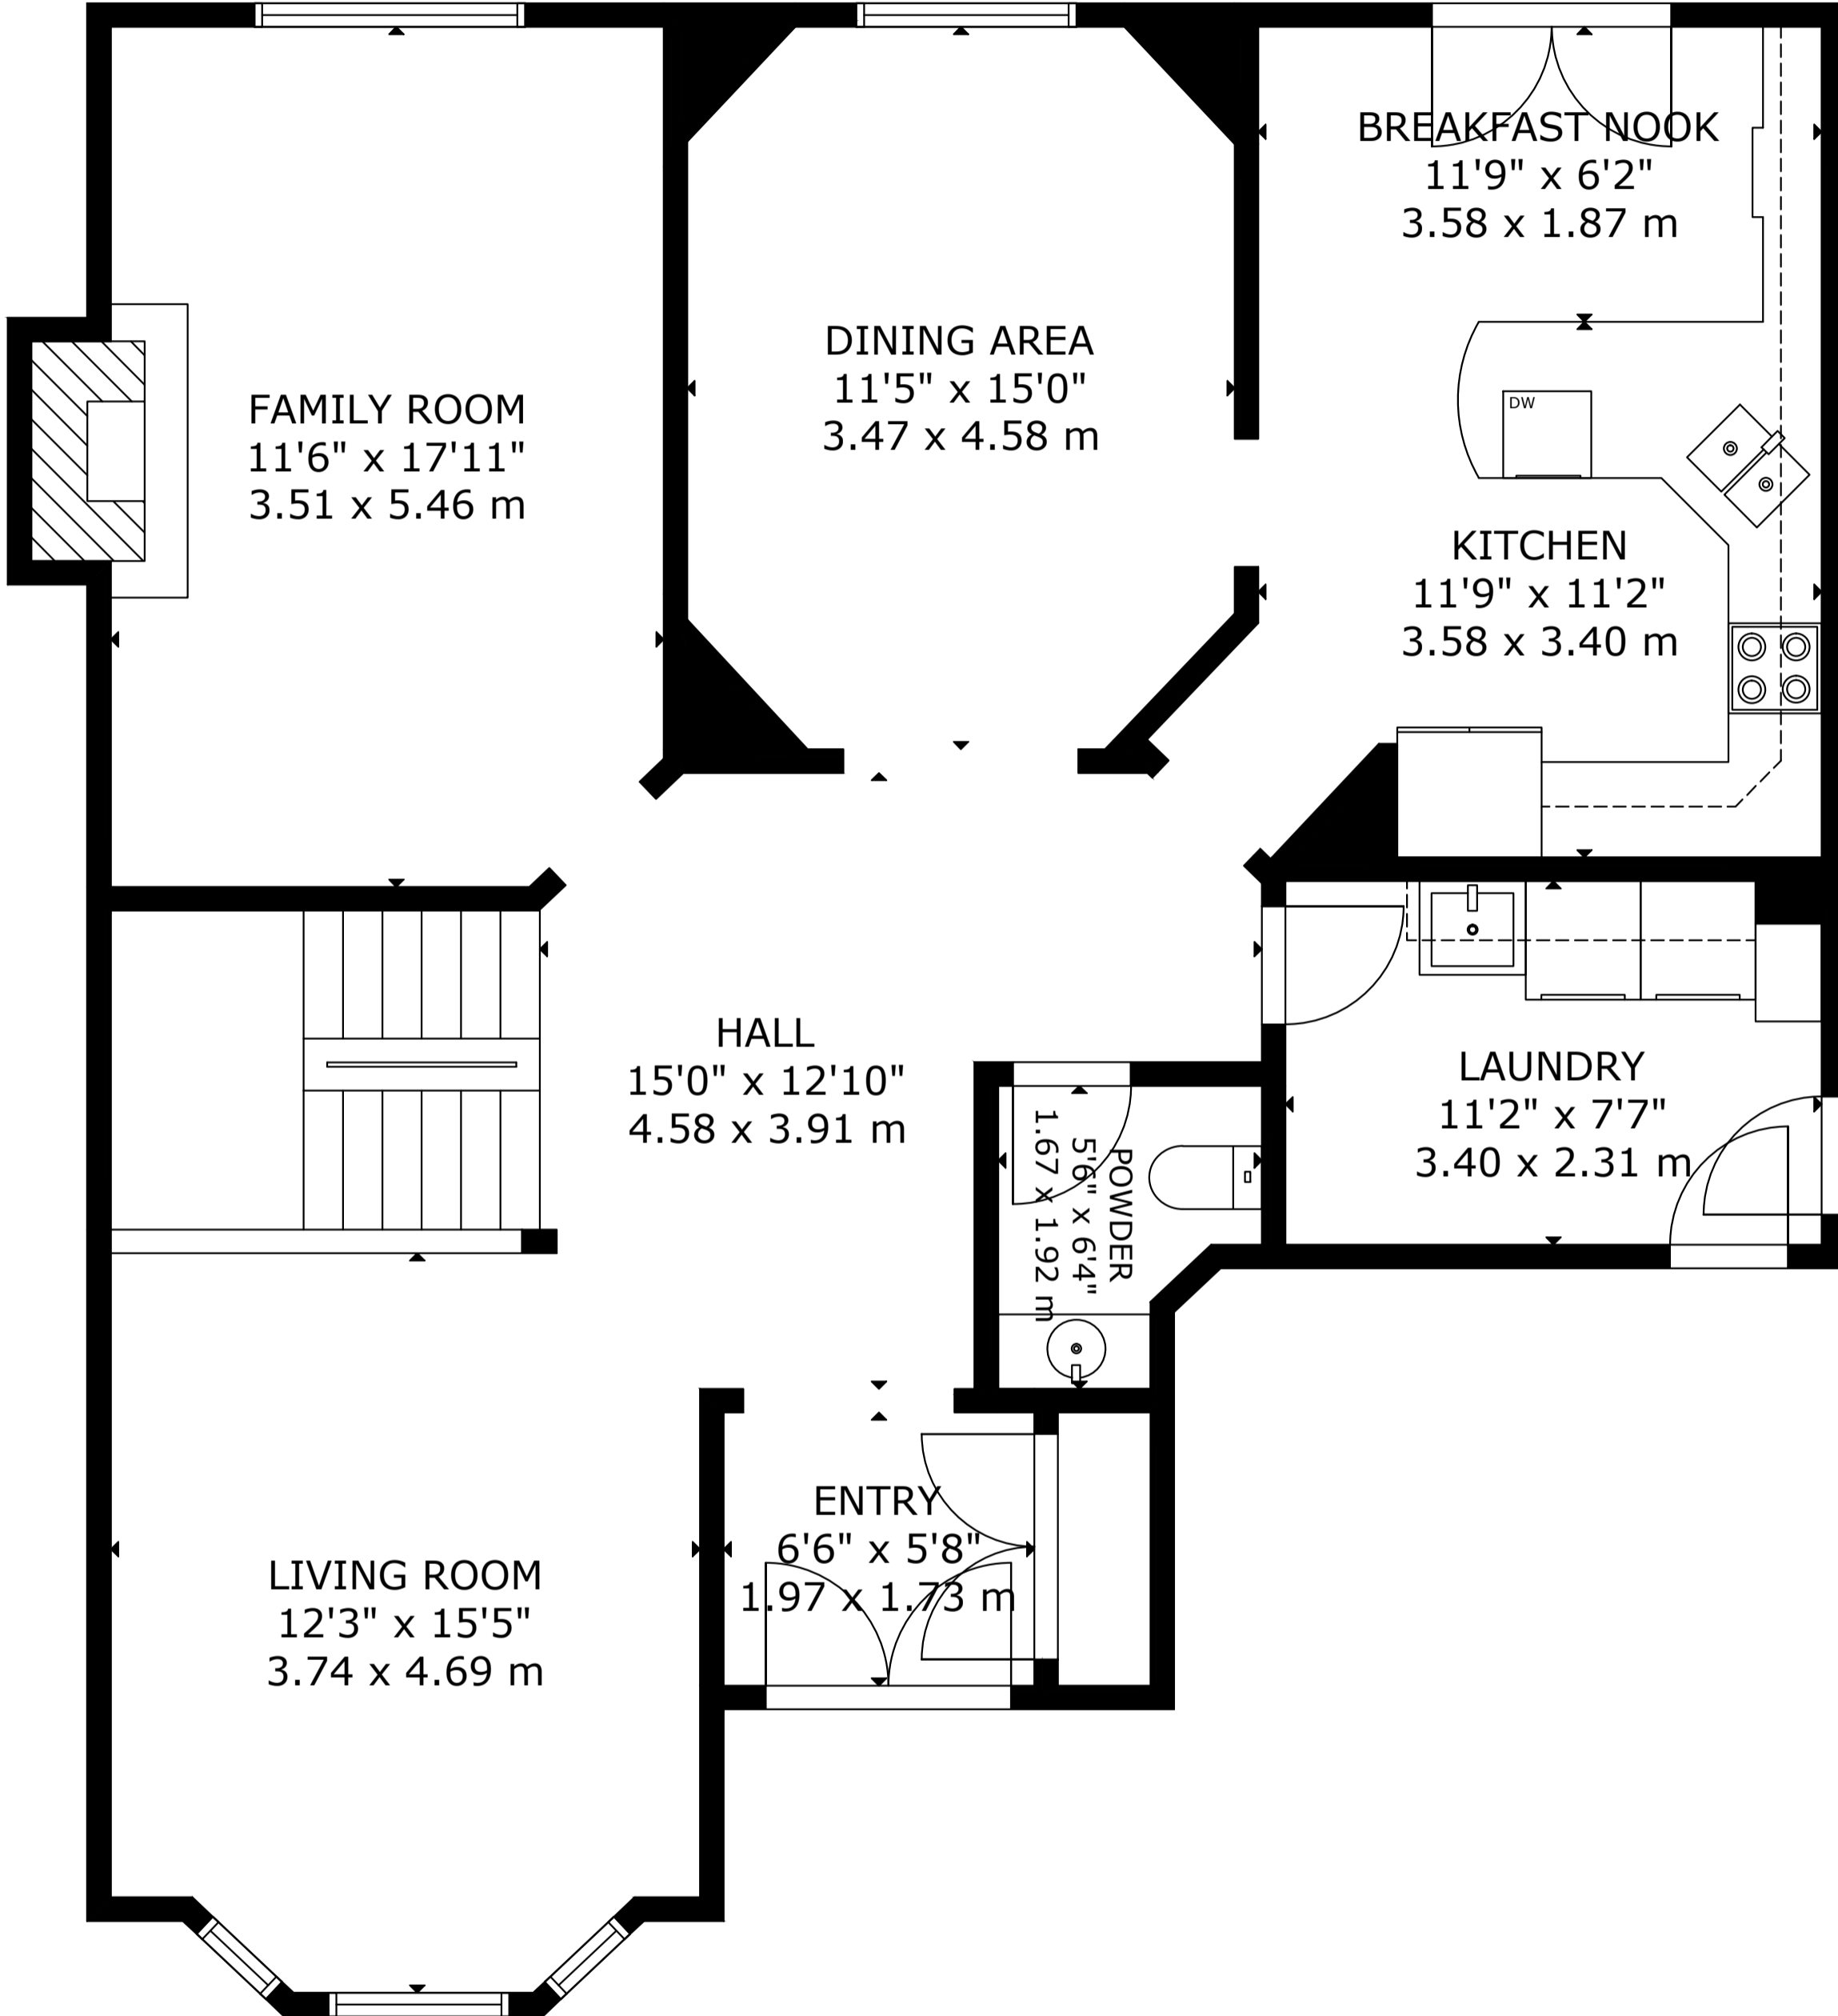 BREAKFAST NOOK
11'9" x 6'2"
3.58 x 1.87 m
DINING AREA
11'5" x 15'0"
3.47 x 4.58 m
FAMILY ROOM
11'6" x 17'11"
3.51 x 5.46 m
DW
KITCHEN
11'9" x 11'2"
3.58 x 3.40 m
HALL
15'0" x 12'10"
4.58 x 3.91 m
LAUNDRY
11'2" x 7'7"
3.40 x 2.31 m
POWDER
5'6" x 6'4"
1.67 x 1.92 m
ENTRY
6'6" x 5'8"
1.97 x 1.73 m
LIVING ROOM
12'3" x 15'5"
3.74 x 4.69 m